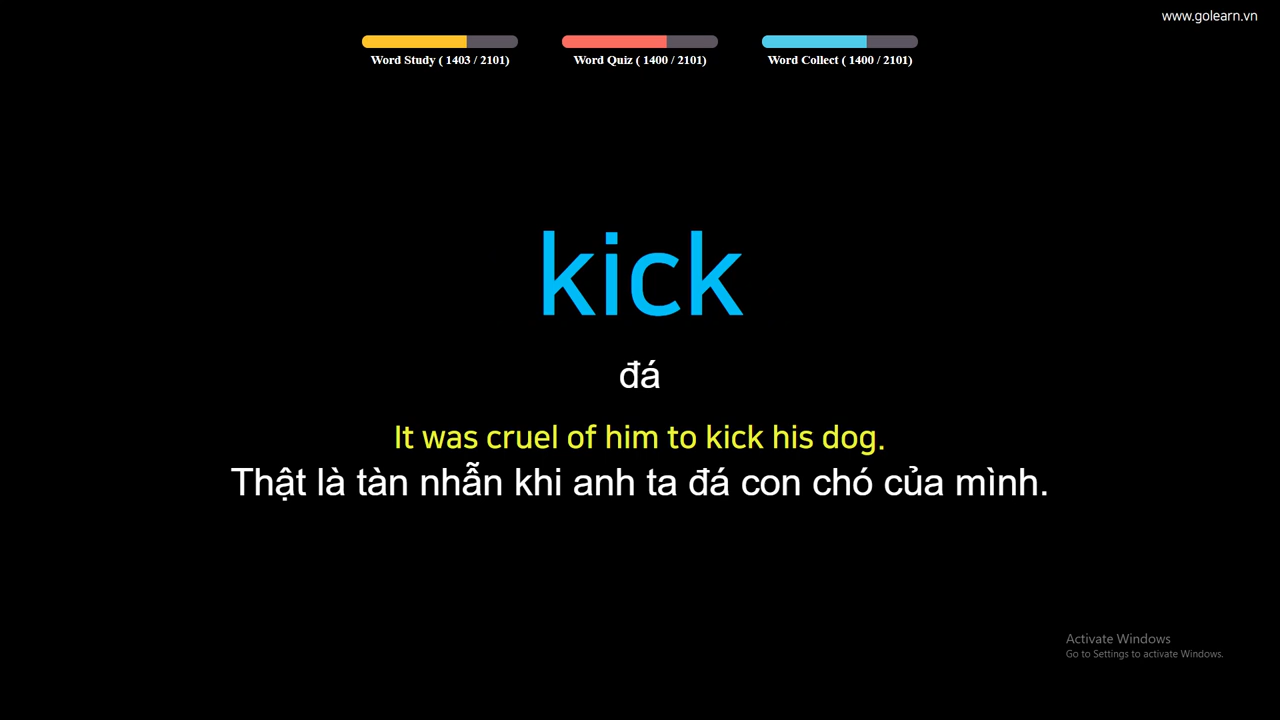 www.golearn.vn
Word Study ( 1403 / 2101)
Word Quiz ( 1400 / 2101)
Word Collect ( 1400 / 2101)
kick
đá
It was cruel of him to kick his dog.
Thật là tàn nhẫn khi anh ta đá con chó của mình.
Activate Windows
Go to Settings to activate Windows.